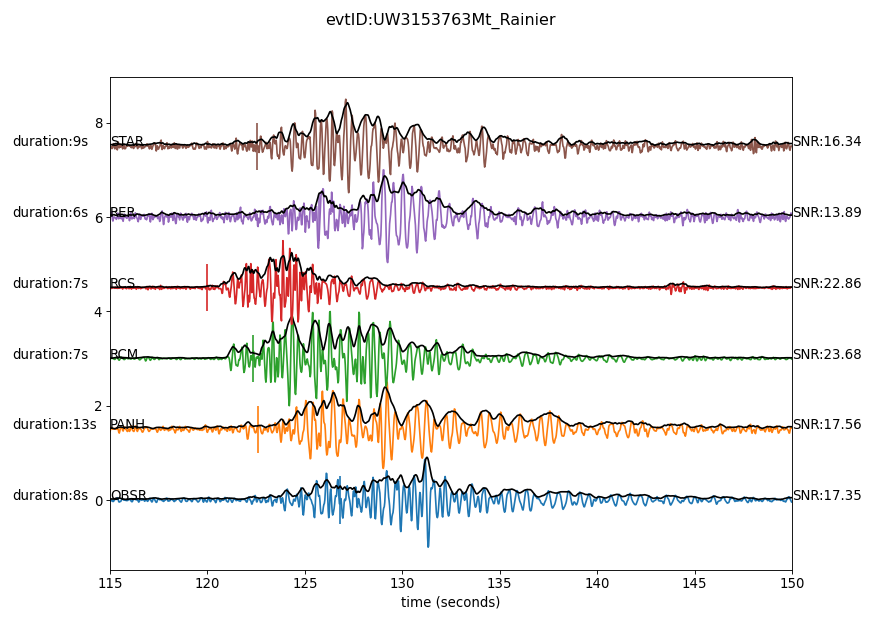 evtID:UW3153763Mt_Rainier
8
duration:9s STAR SNR:16.34
duration:6s RER SNR:13.89
6
duration:7s RCS SNR:22.86
4
duration:7s RCM SNR:23.68
2
duration:13s PANH SNR:17.56
duration:8s OBSR SNR:17.35
0
115 120 125 130 135 140 145 150
time (seconds)